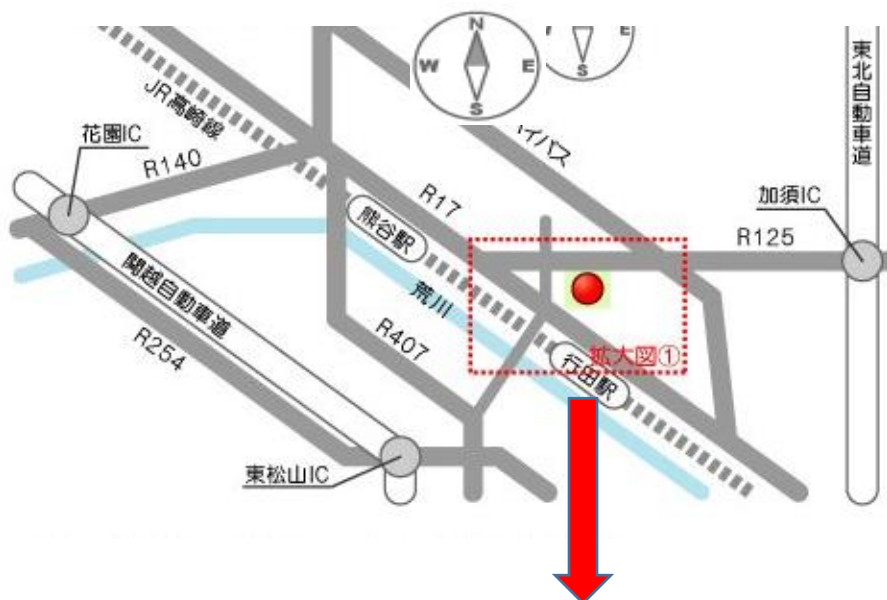 N
W E
S
E
S
東北自動車道
JR高崎線
花園IC
R140
イパス
R17
加須IC
R125
熊谷駅
関越自動車道
荒川
R254
R407
拡大図①
行田駅
東松山IC